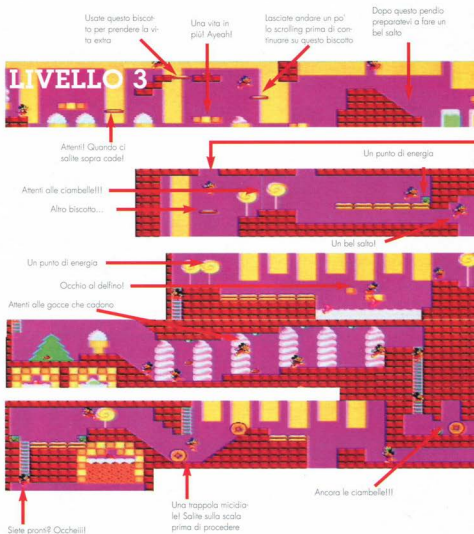 Usate questo biscot-
to per prendere la vi-
ta extra
Una vita in
più! Ayeah!
Lasciate andare un po'
lo scrolling prima di con-
tinuare su questo biscotto
Dopo questo pendio
preparatevi a fare un
bel salto
LIVELLO 3
Attenti! Quando ci
salite sopra cade!
Un punto di energia
Attenti alle ciambelle!!!
Altro biscotto...
Un bel salto!
Un punto di energia
Occhio al delfino!
Attenti alle gocce che cadono
Ancora le ciambelle!!!
Una trappola micidia-
le! Salite sulla scala
prima di procedere
Siete pronti? Occheiii!